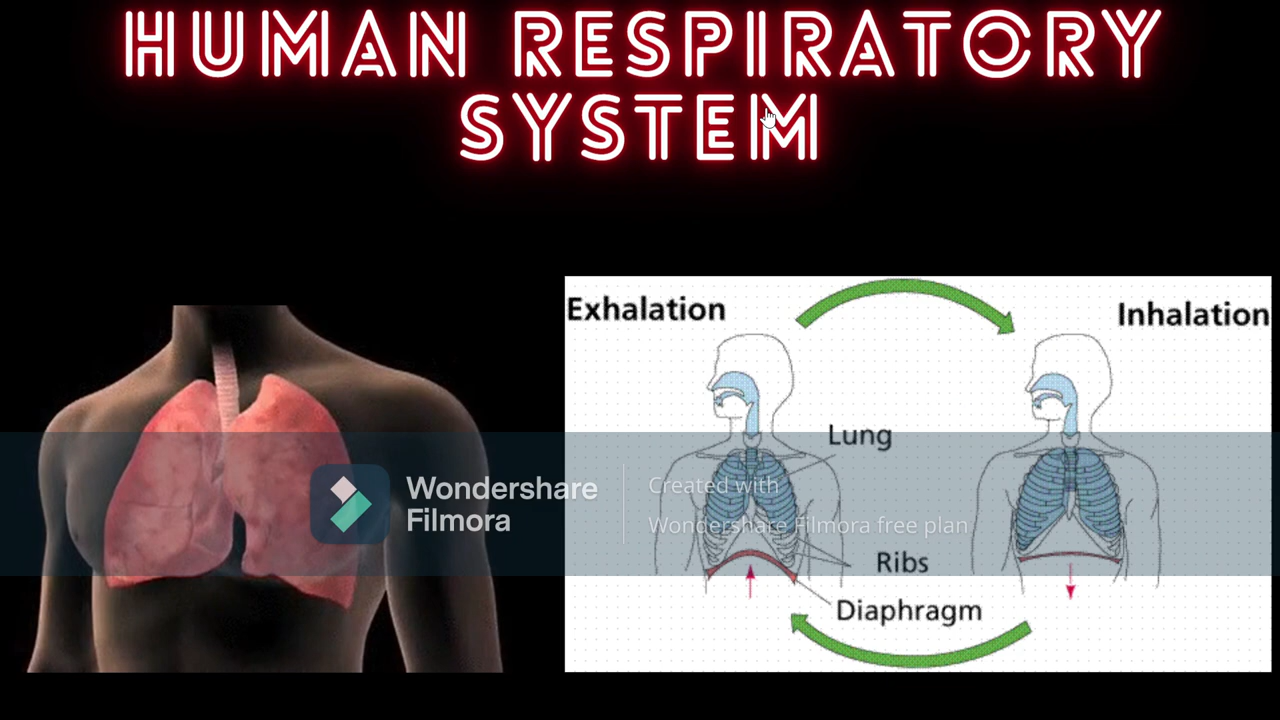 HUMAN RESPIRATORY
SYSTEM
Exhalation
Inhalation
Lung
Wondershare
Filmora
Created with
Wondershare Filmora free plan
Ribs
Diaphragm